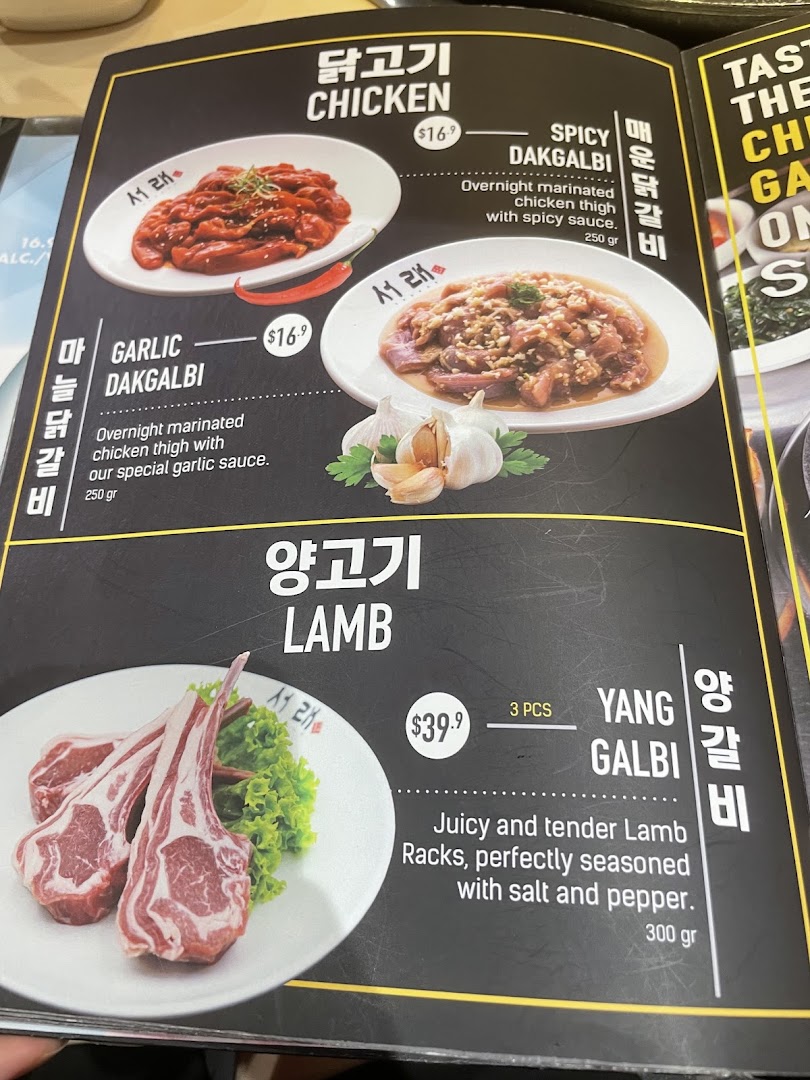 닭고기
CHICKEN
$16.9
SPICY
DAKGALBI
매운닭갈비
Overnight marinated
chicken thigh
with spicy sauce.
250 gr
서래
서래
마늘닭갈비
GARLIC
DAKGALBI
$16.9
Overnight marinated
chicken thigh with
our special garlic sauce.
250 gr
양고기
LAMB
서래
$39.9
3 PCS
YANG
GALBI
양갈비
Juicy and tender Lamb
Racks, perfectly seasoned
with salt and pepper.
300 gr
THE